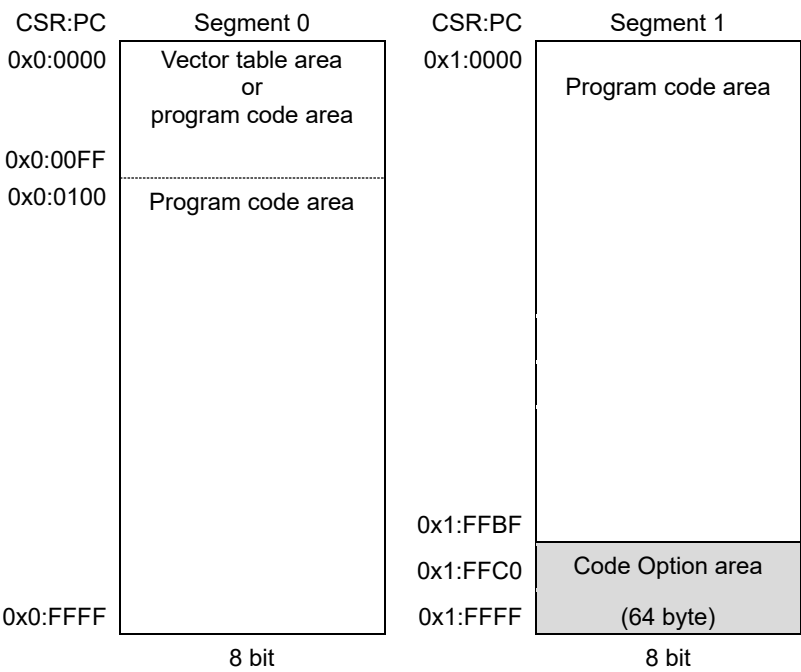 CSR:PC
Segment 0
0x0:0000
Vector table area
or
program code area
0x0:00FF
0x0:0100
Program code area
0x0:FFFF
8 bit
CSR:PC
Segment 1
0x1:0000
Program code area
0x1:FFBF
0x1:FFC0
Code Option area
0x1:FFFF
(64 byte)
8 bit